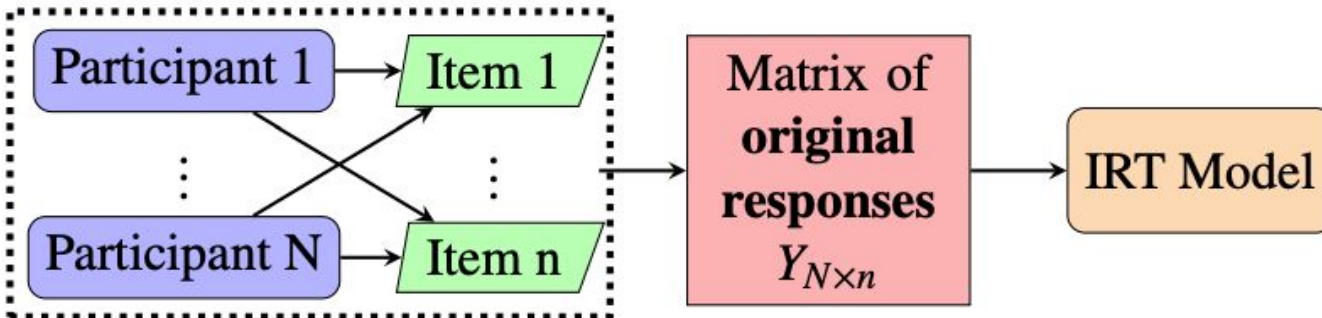 Participant 1
Item 1
⋮
⋮
Participant N
Item n
Matrix of
original
responses
Y_{N×n}
IRT Model